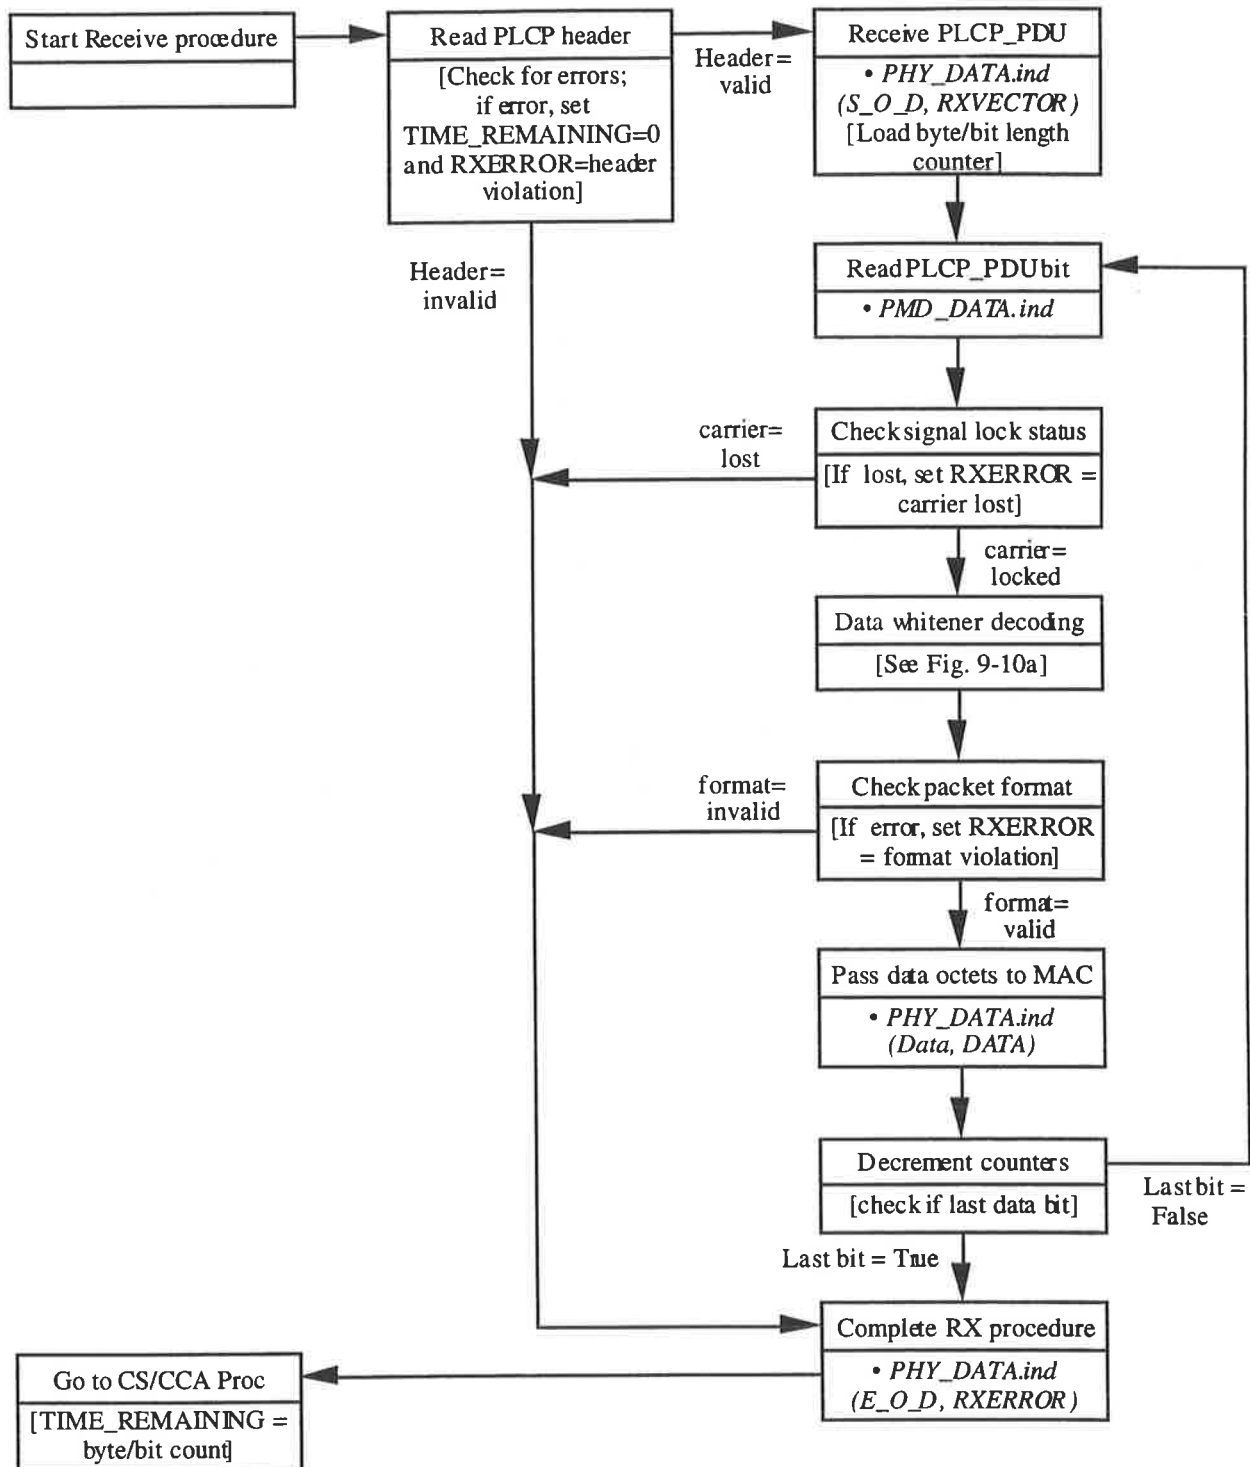 Start Receive procedure
Read PLCP header
[Check for errors;
if error, set
TIME_REMAINING=0
and RXERROR=header
violation]
Header=
valid
Receive PLCP_PDU
• PHY_DATA.ind
(S_O_D, RXVECTOR)
[Load byte/bit length
counter]
Header=
invalid
Read PLCP_PDU bit
• PMD_DATA.ind
carrier=
lost
Check signal lock status
[If lost, set RXERROR =
carrier lost]
carrier=
locked
Data whitener decoding
[See Fig. 9-10a]
format=
invalid
Check packet format
[If error, set RXERROR
= format violation]
format=
valid
Pass data octets to MAC
• PHY_DATA.ind
(Data, DATA)
Decrement counters
[check if last data bit]
Last bit =
False
Last bit = True
Complete RX procedure
• PHY_DATA.ind
(E_O_D, RXERROR)
Go to CS/CCA Proc
[TIME_REMAINING =
byte/bit count]